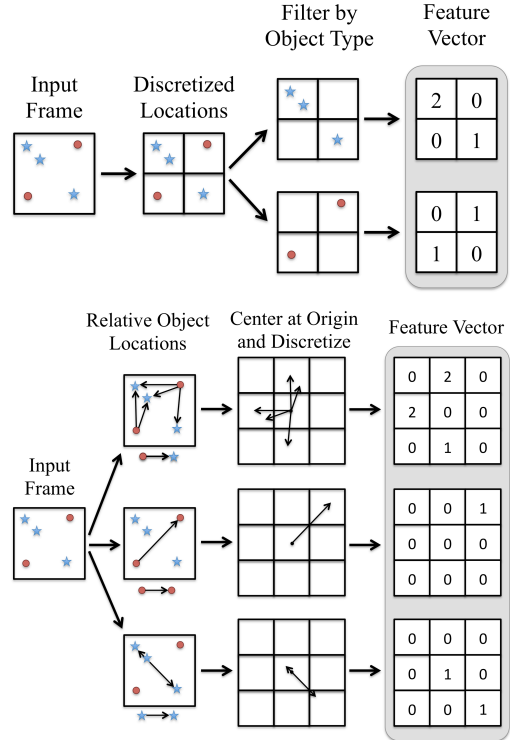 Filter by
Object Type
Feature
Vector
Input
Frame
Discretized
Locations
2 0
0 1
0 1
1 0
Relative Object
Locations
Center at Origin
and Discretize
Feature Vector
Input
Frame
0 2 0
2 0 0
0 1 0
0 0 1
0 0 0
0 0 0
0 0 0
0 1 0
0 0 1